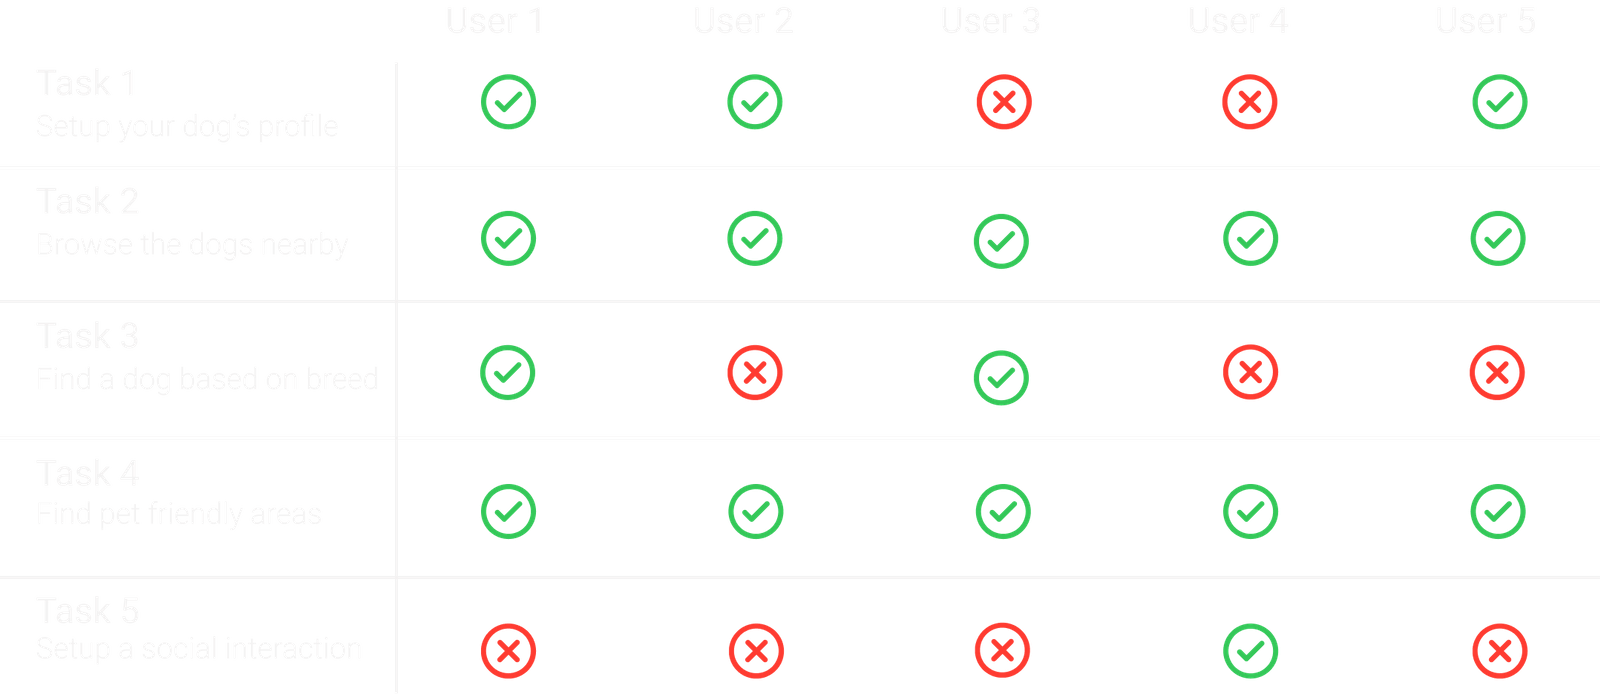 User 1 User 2 User 3 User 4 User 5
Task 1
Setup your dog's profile
Task 2
Browse the dogs nearby
Task 3
Find a dog based on breed
Task 4
Find pet friendly areas
Task 5
Setup a social interaction